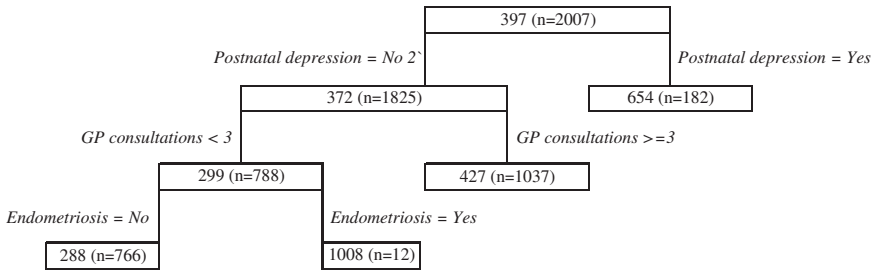 397 (n=2007)
Postnatal depression = No 2` Postnatal depression = Yes
372 (n=1825) 654 (n=182)
GP consultations < 3 GP consultations >=3
299 (n=788) 427 (n=1037)
Endometriosis = No Endometriosis = Yes
288 (n=766) 1008 (n=12)